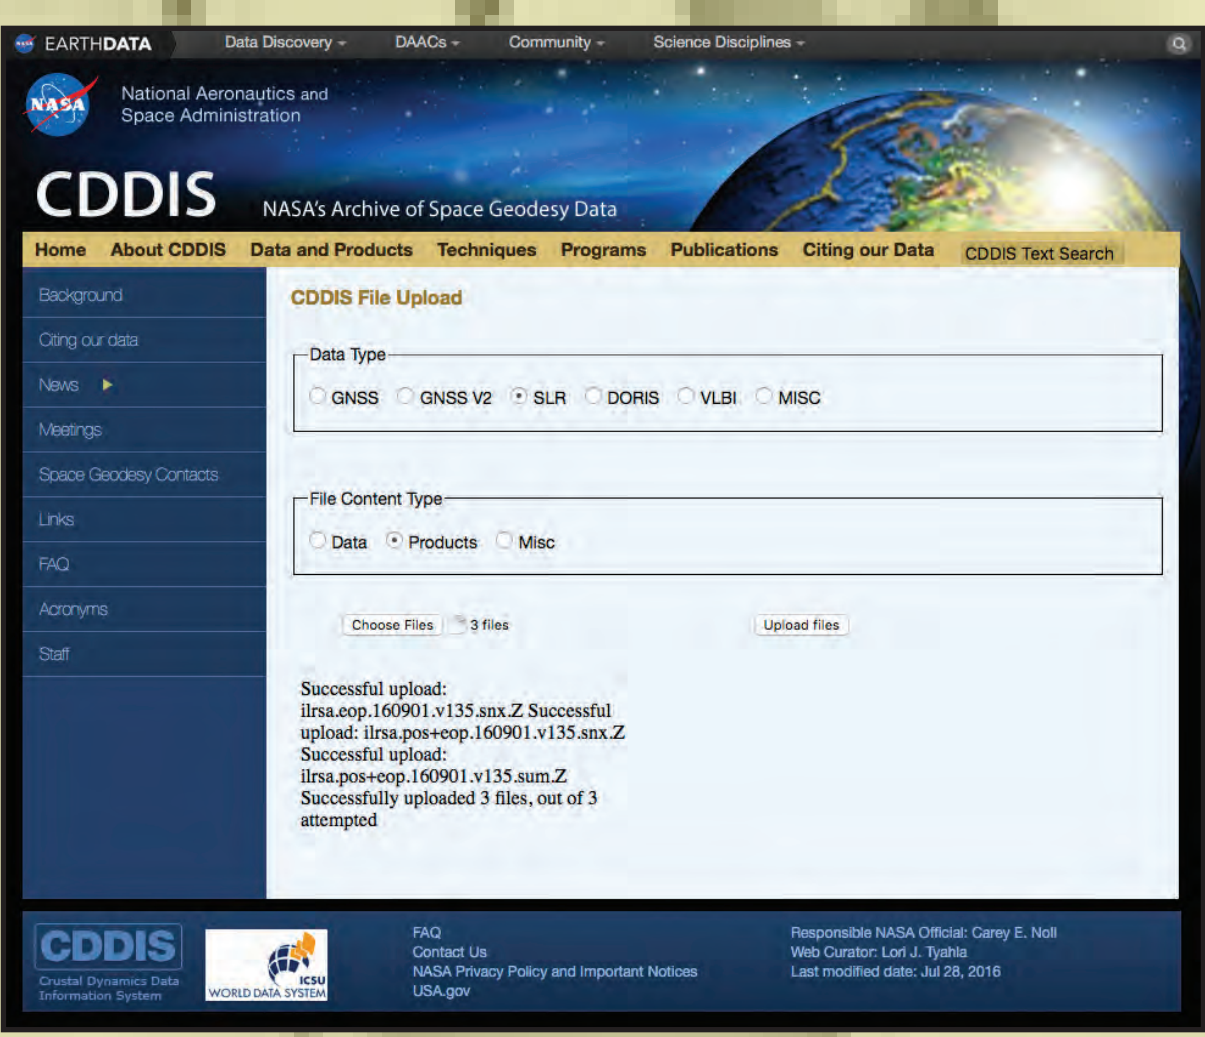 EARTHDATA Data Discovery DAACs Community Science Disciplines
NASA
National Aeronautics and
Space Administration
CDDIS NASA's Archive of Space Geodesy Data
Home About CDDIS Data and Products Techniques Programs Publications Citing our Data CDDIS Text Search
Background
Citing our data
News
Meetings
Space Geodesy Contacts
Links
FAQ
Acronyms
Staff
CDDIS File Upload
Data Type
GNSS GNSS V2 SLR DORIS VLBI MISC
File Content Type
Data Products Misc
Choose Files 3 files Upload files
Successful upload:
ilrsa.eop.160901.v135.snx.Z Successful
upload: ilrsa.pos+eop.160901.v135.snx.Z
Successful upload:
ilrsa.pos+eop.160901.v135.sum.Z
Successfully uploaded 3 files, out of 3
attempted
CDDIS
Crustal Dynamics Data
Information System
ICSU
WORLD DATA SYSTEM
FAQ
Contact Us
NASA Privacy Policy and Important Notices
USA.gov
Responsible NASA Official: Carey E. Noll
Web Curator: Lori J. Tyahla
Last modified date: Jul 28, 2016